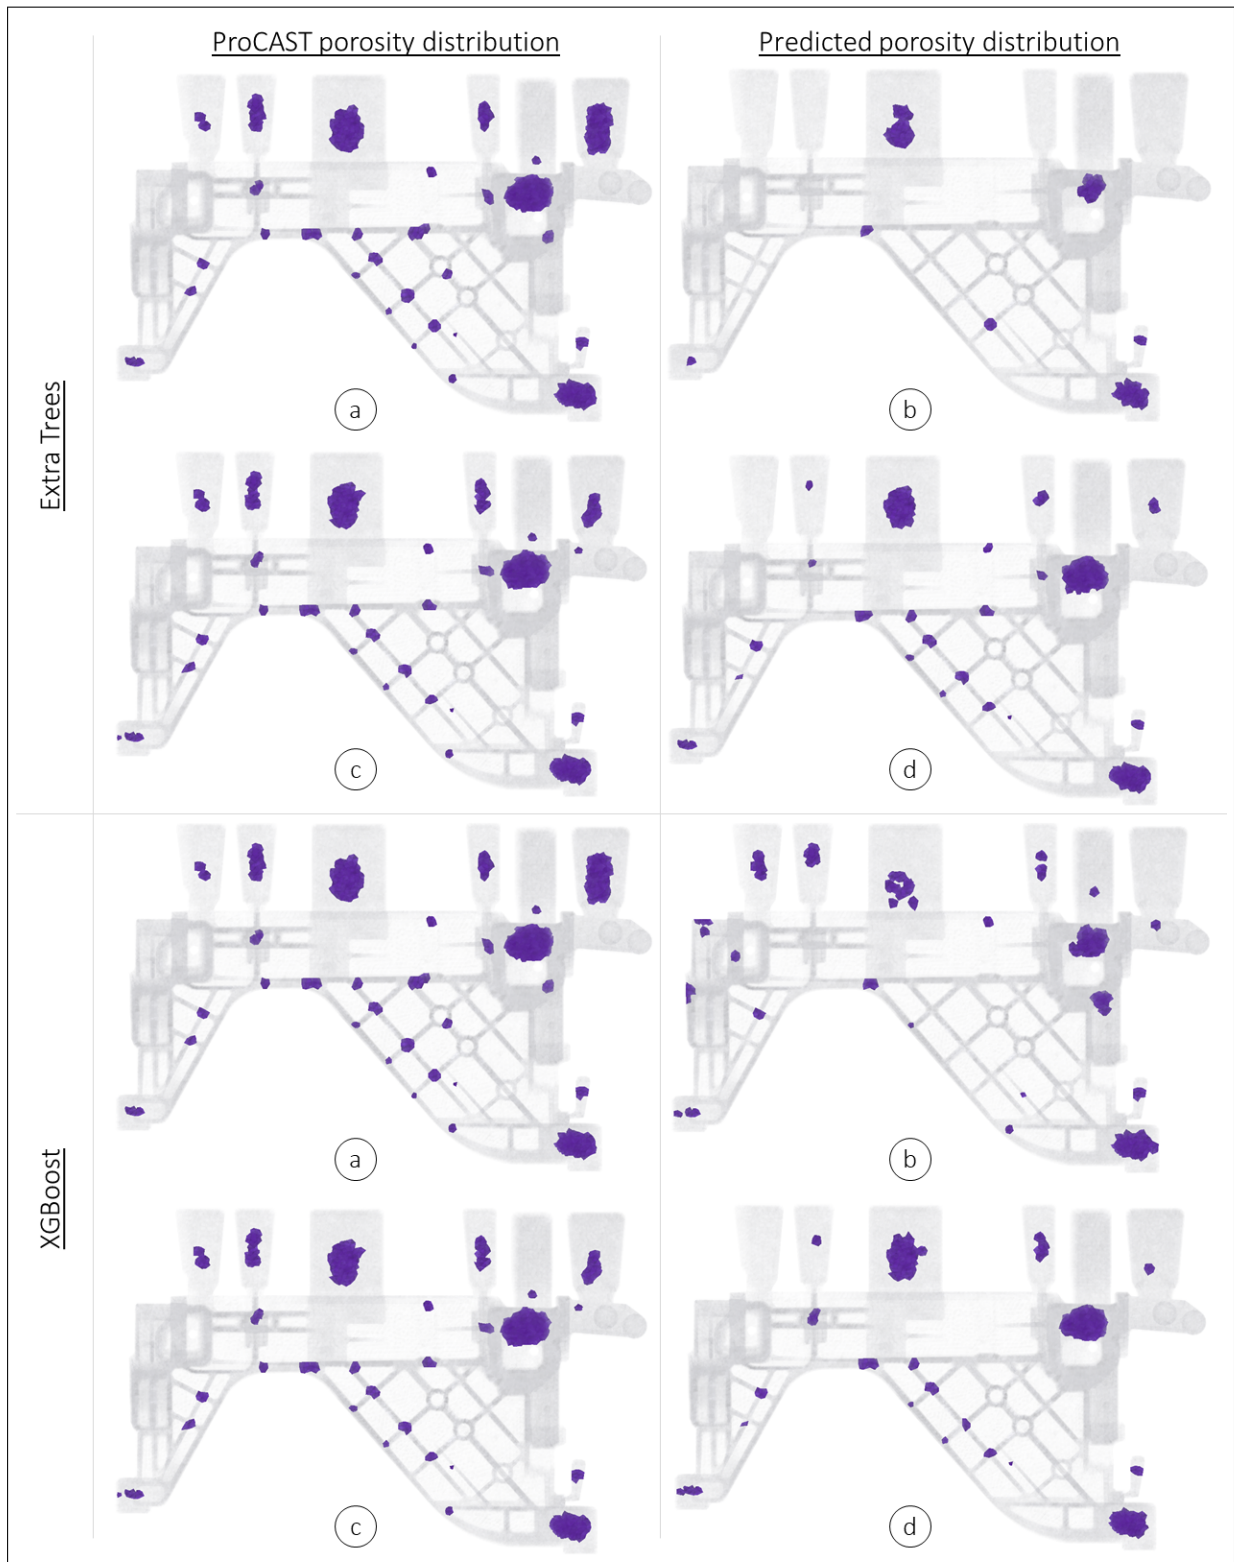 ProCAST porosity distribution
Predicted porosity distribution
Extra Trees
a
b
c
d
XGBoost
a
b
c
d